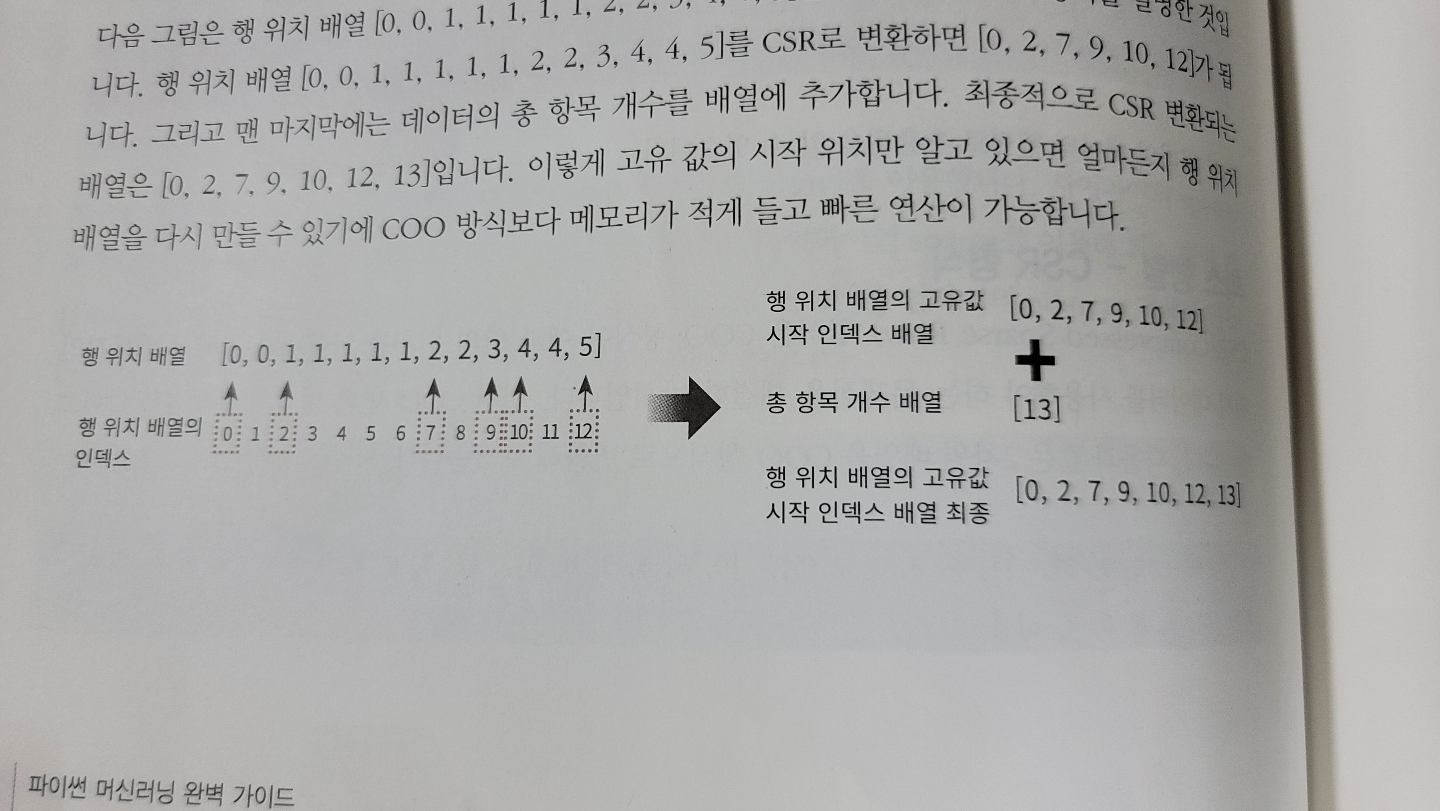 다음 그림은 행 위치 배열 [0, 0, 1, 1, 1, 1, 1, 2, 2, 3, 명한 것입
니다. 행 위치 배열 [0, 0, 1, 1, 1, 1, 1, 2, 2, 3, 4, 4, 5]를 CSR로 변환하면 [0, 2, 7, 9, 10, 12]가 됩
니다. 그리고 맨 마지막에는 데이터의 총 항목 개수를 배열에 추가합니다. 최종적으로 CSR 변환되는
배열은 [0, 2, 7, 9, 10, 12, 13]입니다. 이렇게 고유 값의 시작 위치만 알고 있으면 얼마든지 행 위치
배열을 다시 만들 수 있기에 COO 방식보다 메모리가 적게 들고 빠른 연산이 가능합니다.
행 위치 배열 [0, 0, 1, 1, 1, 1, 1, 2, 2, 3, 4, 4, 5]
행 위치 배열의
인덱스
0 1 2 3 4 5 6 7 8 9 10 11 12
행 위치 배열의 고유값
시작 인덱스 배열
[0, 2, 7, 9, 10, 12]
+
총 항목 개수 배열 [13]
행 위치 배열의 고유값
시작 인덱스 배열 최종
[0, 2, 7, 9, 10, 12, 13]
파이썬 머신러닝 완벽 가이드